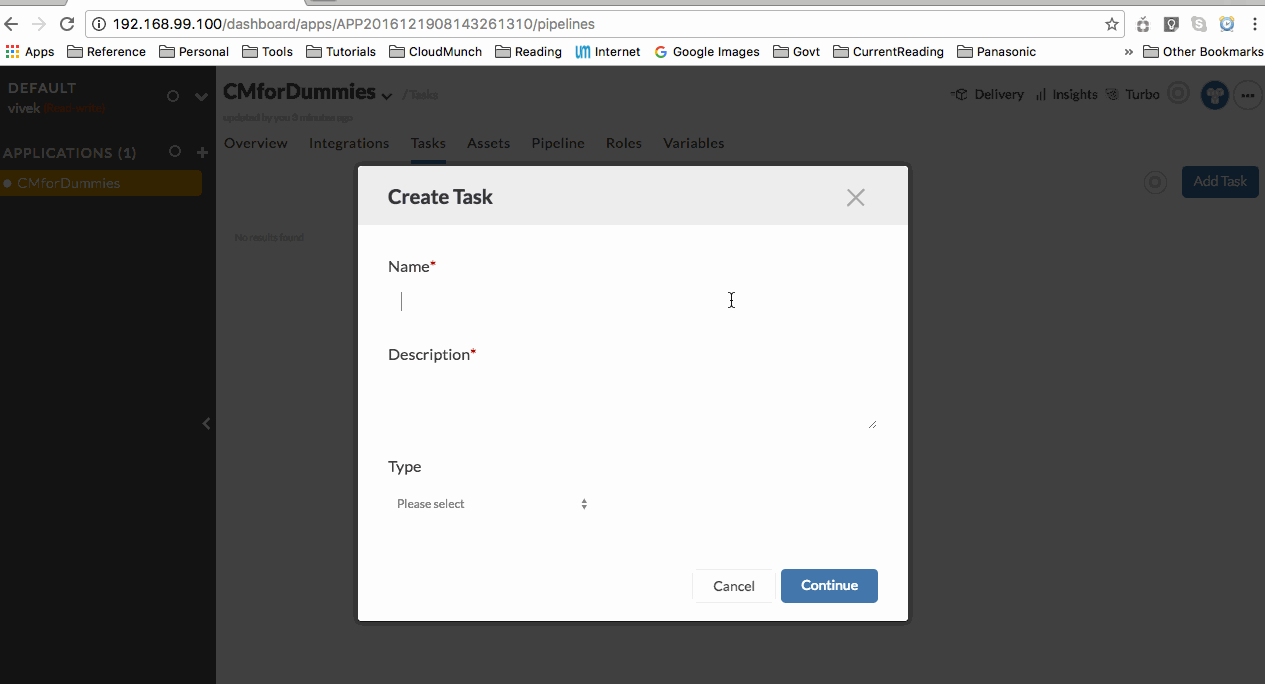 192.168.99.100/dashboard/apps/APP2016121908143261310/pipelines
Apps Reference Personal Tools Tutorials CloudMunch Reading Internet Google Images Govt CurrentReading Panasonic » Other Bookmarks
DEFAULT
vivek (Read-write)
APPLICATIONS (1)
CMforDummies
CMforDummies / Tasks
updated by you 0 minutes ago
Delivery Insights Turbo
Overview Integrations Tasks Assets Pipeline Roles Variables
Add Task
No results found
Create Task
Name*
Description*
Type
Please select
Cancel Continue